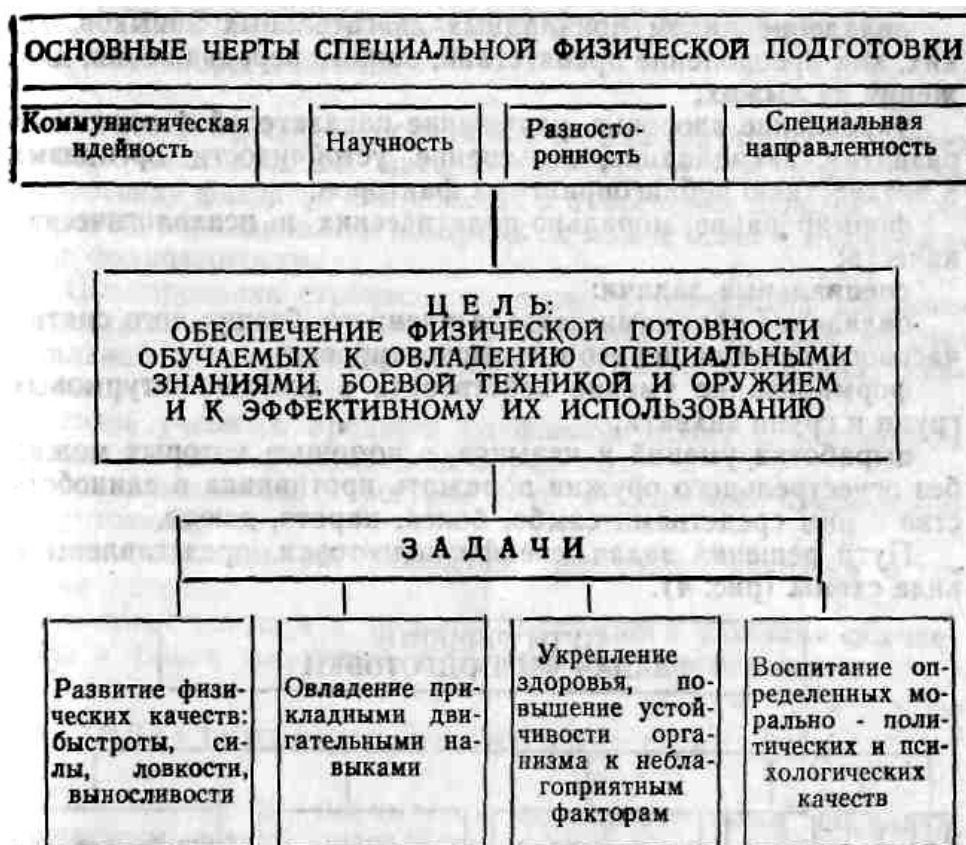 ОСНОВНЫЕ ЧЕРТЫ СПЕЦИАЛЬНОЙ ФИЗИЧЕСКОЙ ПОДГОТОВКИ
Коммунистическая
идейность
Научность
Разносто-
ронность
Специальная
направленность
ЦЕЛЬ:
ОБЕСПЕЧЕНИЕ ФИЗИЧЕСКОЙ ГОТОВНОСТИ
ОБУЧАЕМЫХ К ОВЛАДЕНИЮ СПЕЦИАЛЬНЫМИ
ЗНАНИЯМИ, БОЕВОЙ ТЕХНИКОЙ И ОРУЖИЕМ
И К ЭФФЕКТИВНОМУ ИХ ИСПОЛЬЗОВАНИЮ
ЗАДАЧИ
Развитие физи-
ческих качеств:
быстроты, си-
лы, ловкости,
выносливости
Овладение при-
кладными дви-
гательными на-
выками
Укрепление
здоровья, по-
вышение устой-
чивости орга-
низма к небла-
гоприятным
факторам
Воспитание оп-
ределенных мо-
рально - поли-
тических и пси-
хологических
качеств